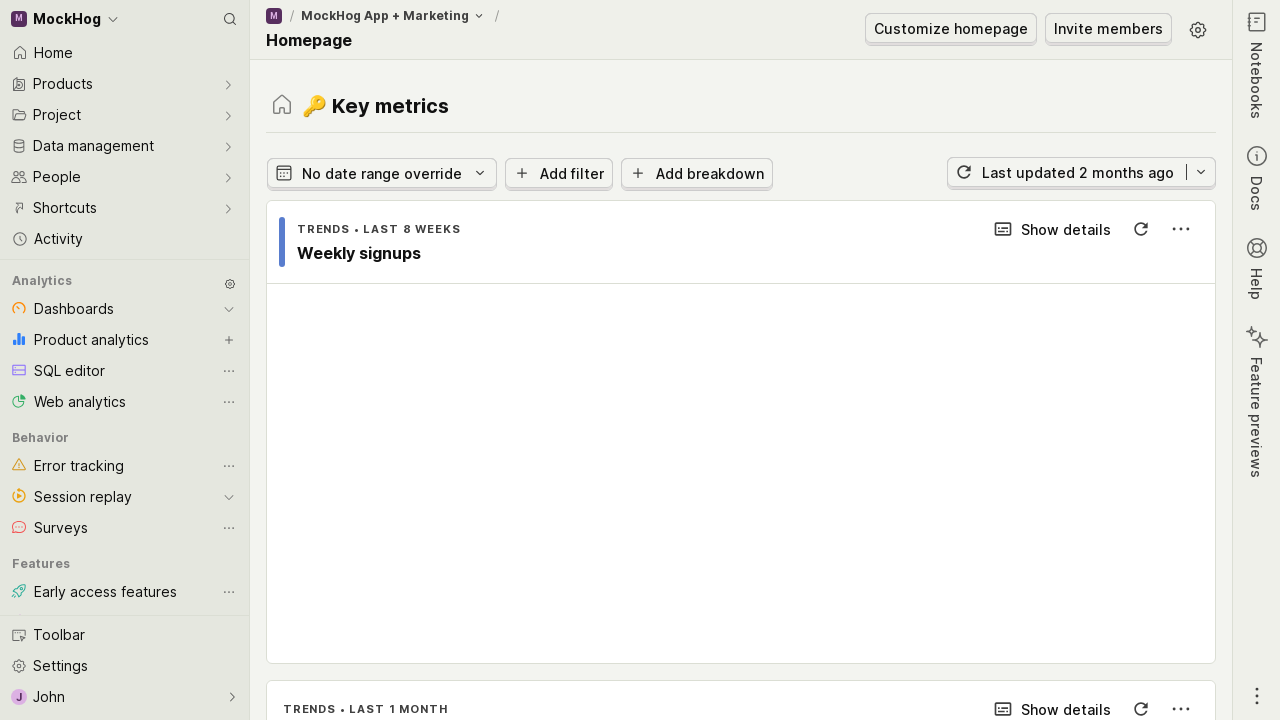 M MockHog
Home
Products
Project
Data management
People
Shortcuts
Activity
Analytics
Dashboards
Product analytics
SQL editor
Web analytics
Behavior
Error tracking
Session replay
Surveys
Features
Early access features
Toolbar
Settings
J John
M / MockHog App + Marketing /
Homepage
Customize homepage
Invite members
🔑 Key metrics
No date range override
Add filter
Add breakdown
Last updated 2 months ago
TRENDS • LAST 8 WEEKS
Show details
Weekly signups
TRENDS • LAST 1 MONTH
Show details
Notebooks
Docs
Help
Feature previews